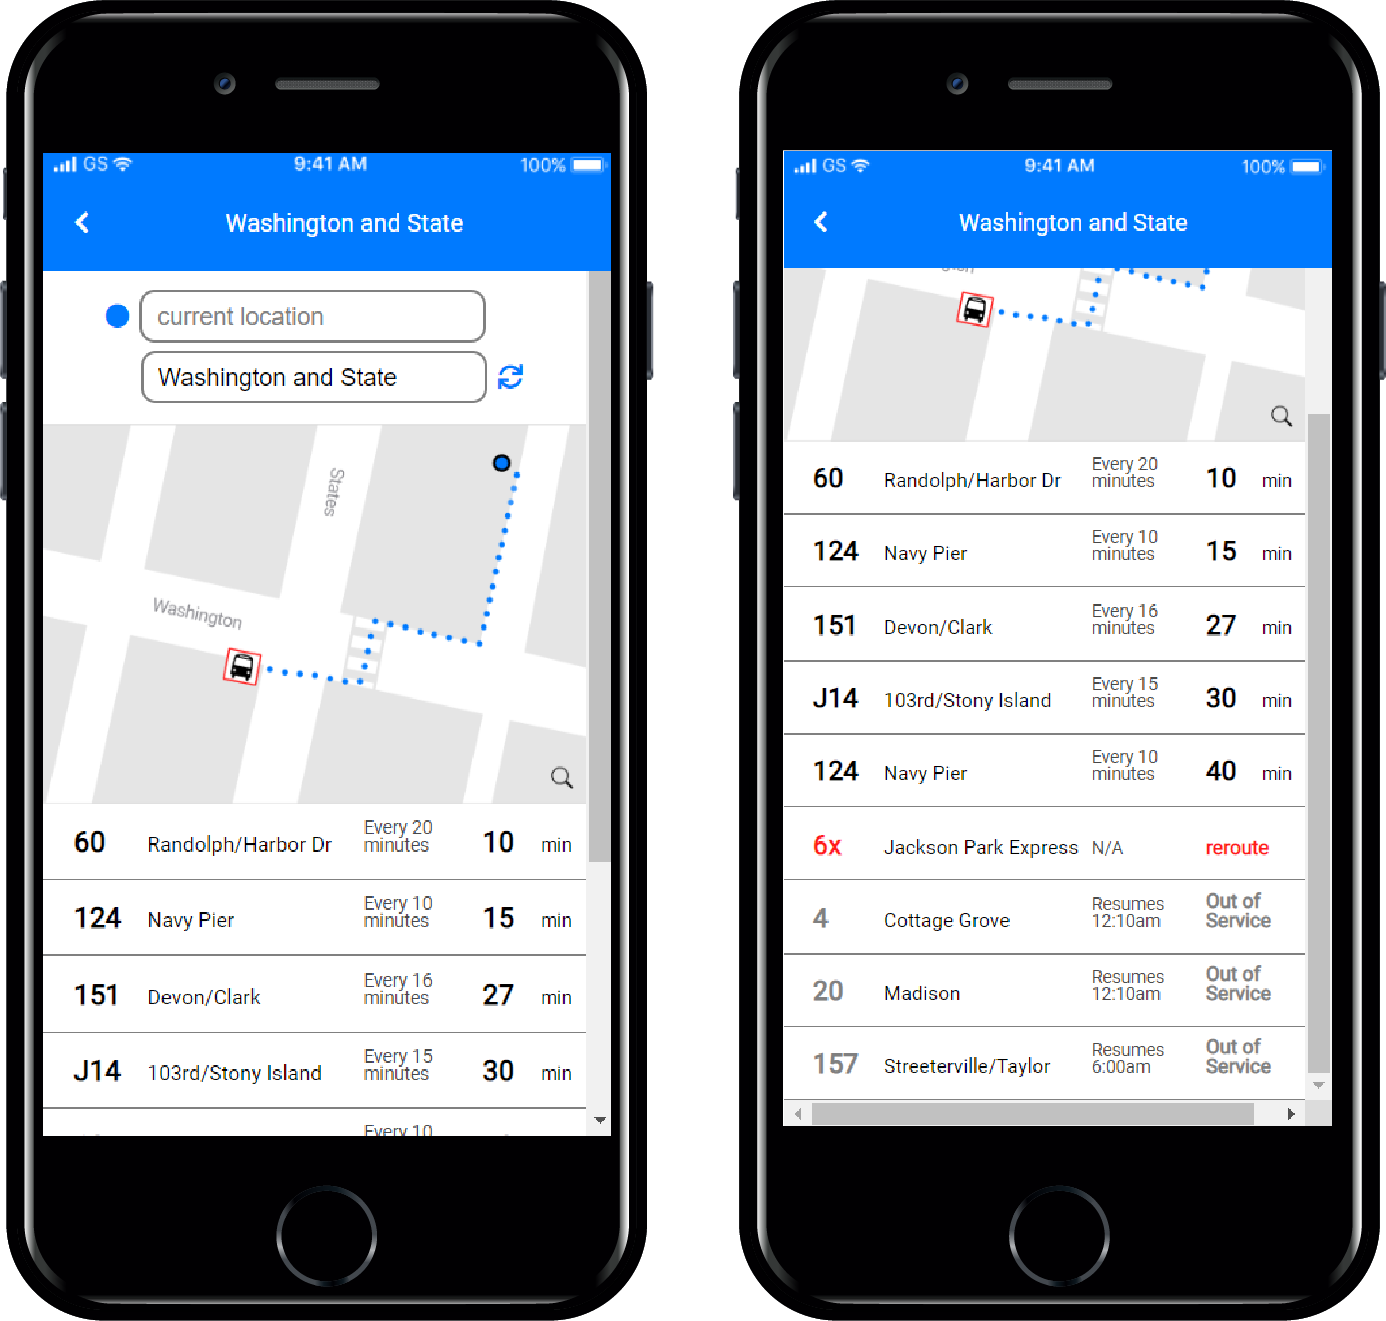 GS 9:41 AM 100%
Washington and State
current location
Washington and State
States
Washington
60 Randolph/Harbor Dr Every 20 minutes 10 min
124 Navy Pier Every 10 minutes 15 min
151 Devon/Clark Every 16 minutes 27 min
J14 103rd/Stony Island Every 15 minutes 30 min
Every 10
GS 9:41 AM 100%
Washington and State
60 Randolph/Harbor Dr Every 20 minutes 10 min
124 Navy Pier Every 10 minutes 15 min
151 Devon/Clark Every 16 minutes 27 min
J14 103rd/Stony Island Every 15 minutes 30 min
124 Navy Pier Every 10 minutes 40 min
6x Jackson Park Express N/A reroute
4 Cottage Grove Resumes 12:10am Out of Service
20 Madison Resumes 12:10am Out of Service
157 Streeterville/Taylor Resumes 6:00am Out of Service